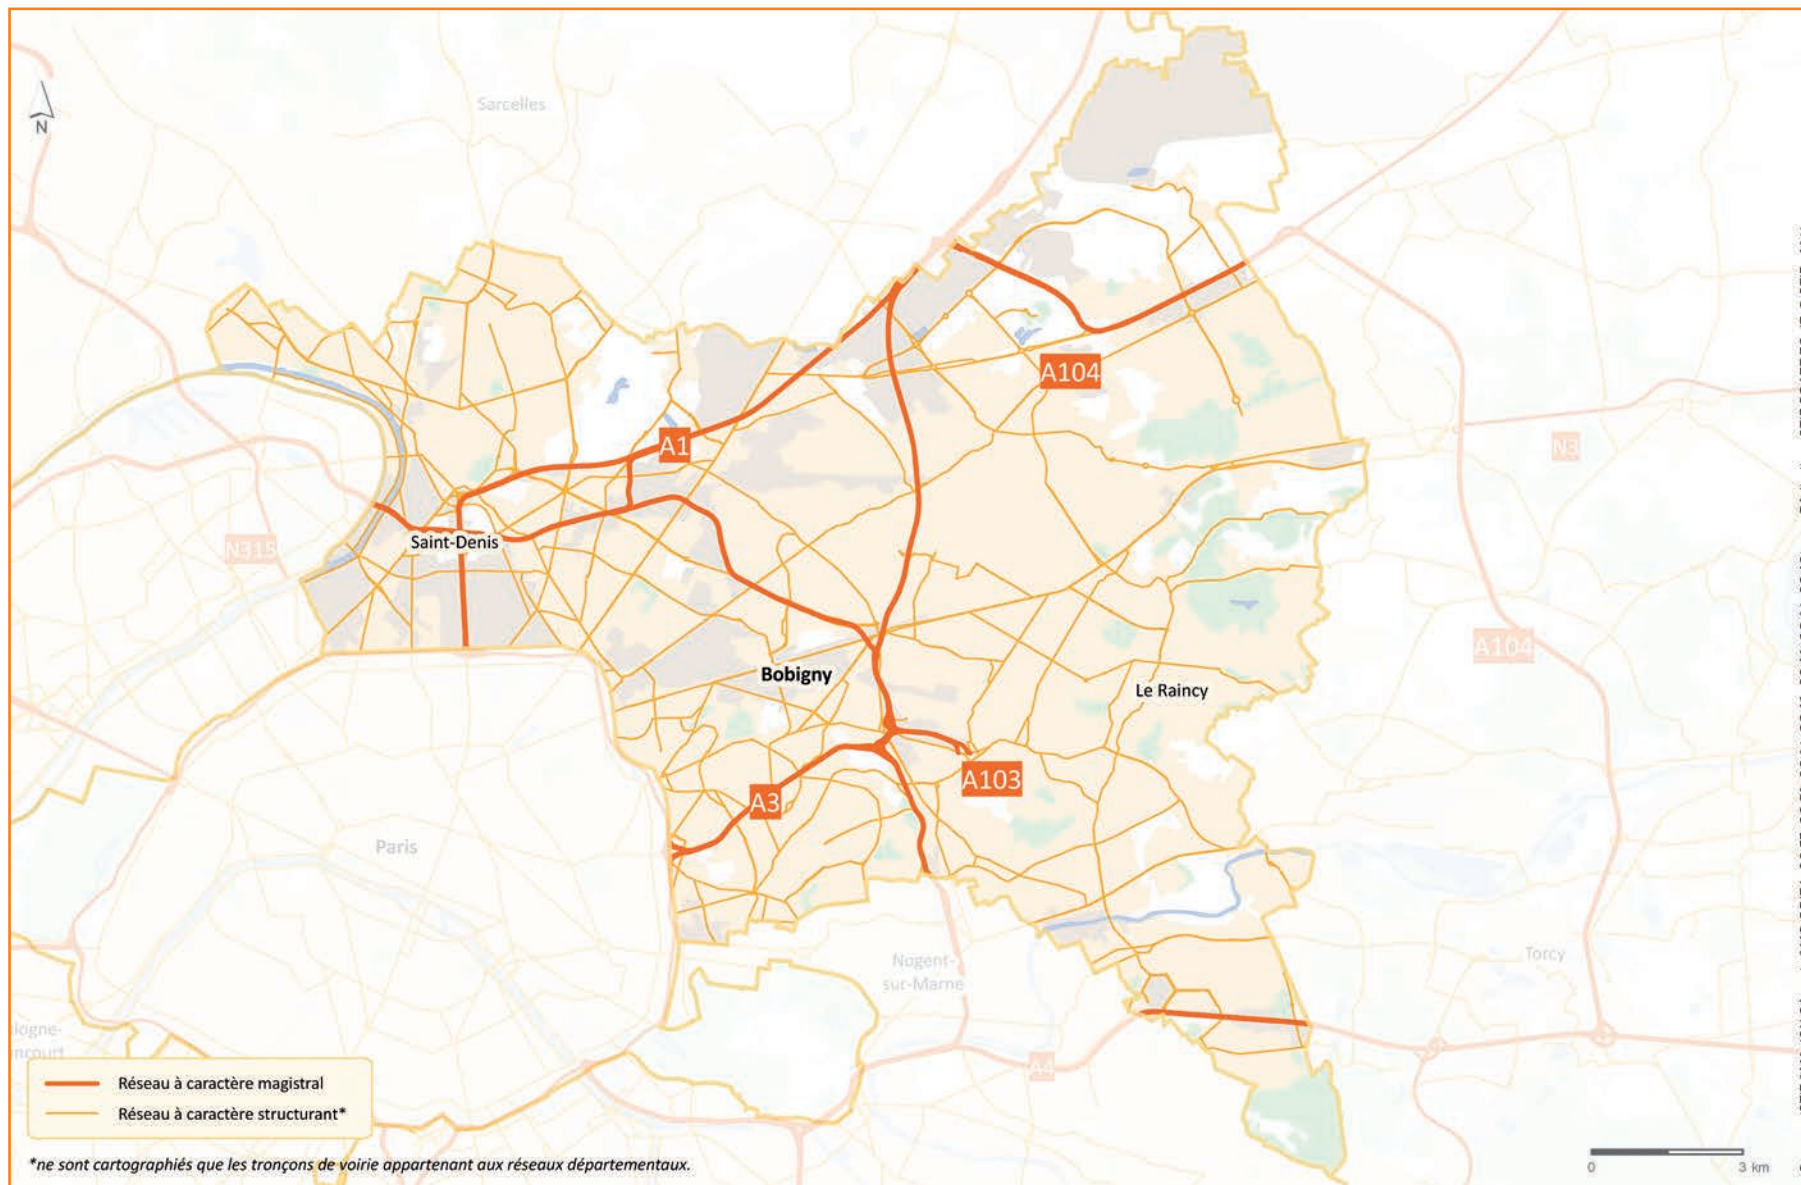 N
Sarcelles
A104
A1
N3
Saint-Denis
N315
A104
Bobigny
Le Raincy
A103
A3
Paris
Nogent-
sur-Marne
Torcy
A4
Réseau à caractère magistral
Réseau à caractère structurant*
*ne sont cartographiés que les tronçons de voirie appartenant aux réseaux départementaux.
0 3 km